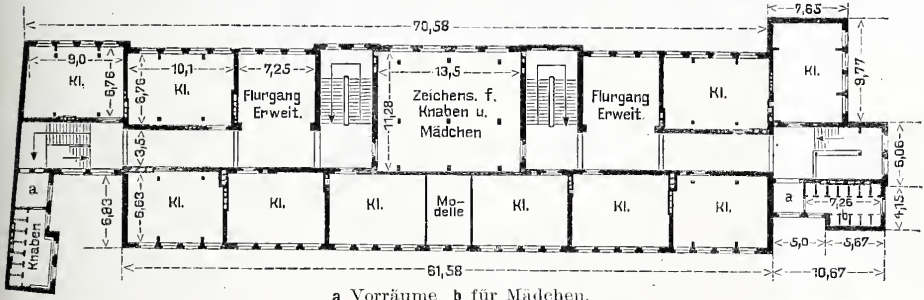 70,58
7,65
9,0
Kl.
6,76
10,1
Kl.
6,76
7,25
Flurgang
Erweit.
13,5
Zeichens. f.
Knaben u.
Mädchen
11,28
Flurgang
Erweit.
Kl.
Kl.
9,77
3,5
6,06
a
Knaben
6,83
6,63
Kl.
Kl.
Kl.
Mo-
delle
Kl.
Kl.
Kl.
a
7,26
b
4,15
5,0
5,67
61,58
10,67
a Vorräume b für Mädchen.